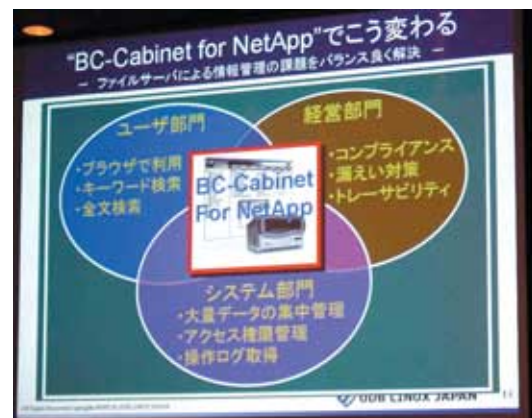 "BC-Cabinet for NetApp"でこう変わる
－ ファイルサーバによる情報管理の課題をバランス良く解決 －
ユーザ部門
・ブラウザで利用
・キーワード検索
・全文検索
経営部門
・コンプライアンス
・漏えい対策
・トレーサビリティ
BC-Cabinet
For NetApp
システム部門
・大量データの集中管理
・アクセス権限管理
・操作ログ取得
LINUX JAPAN